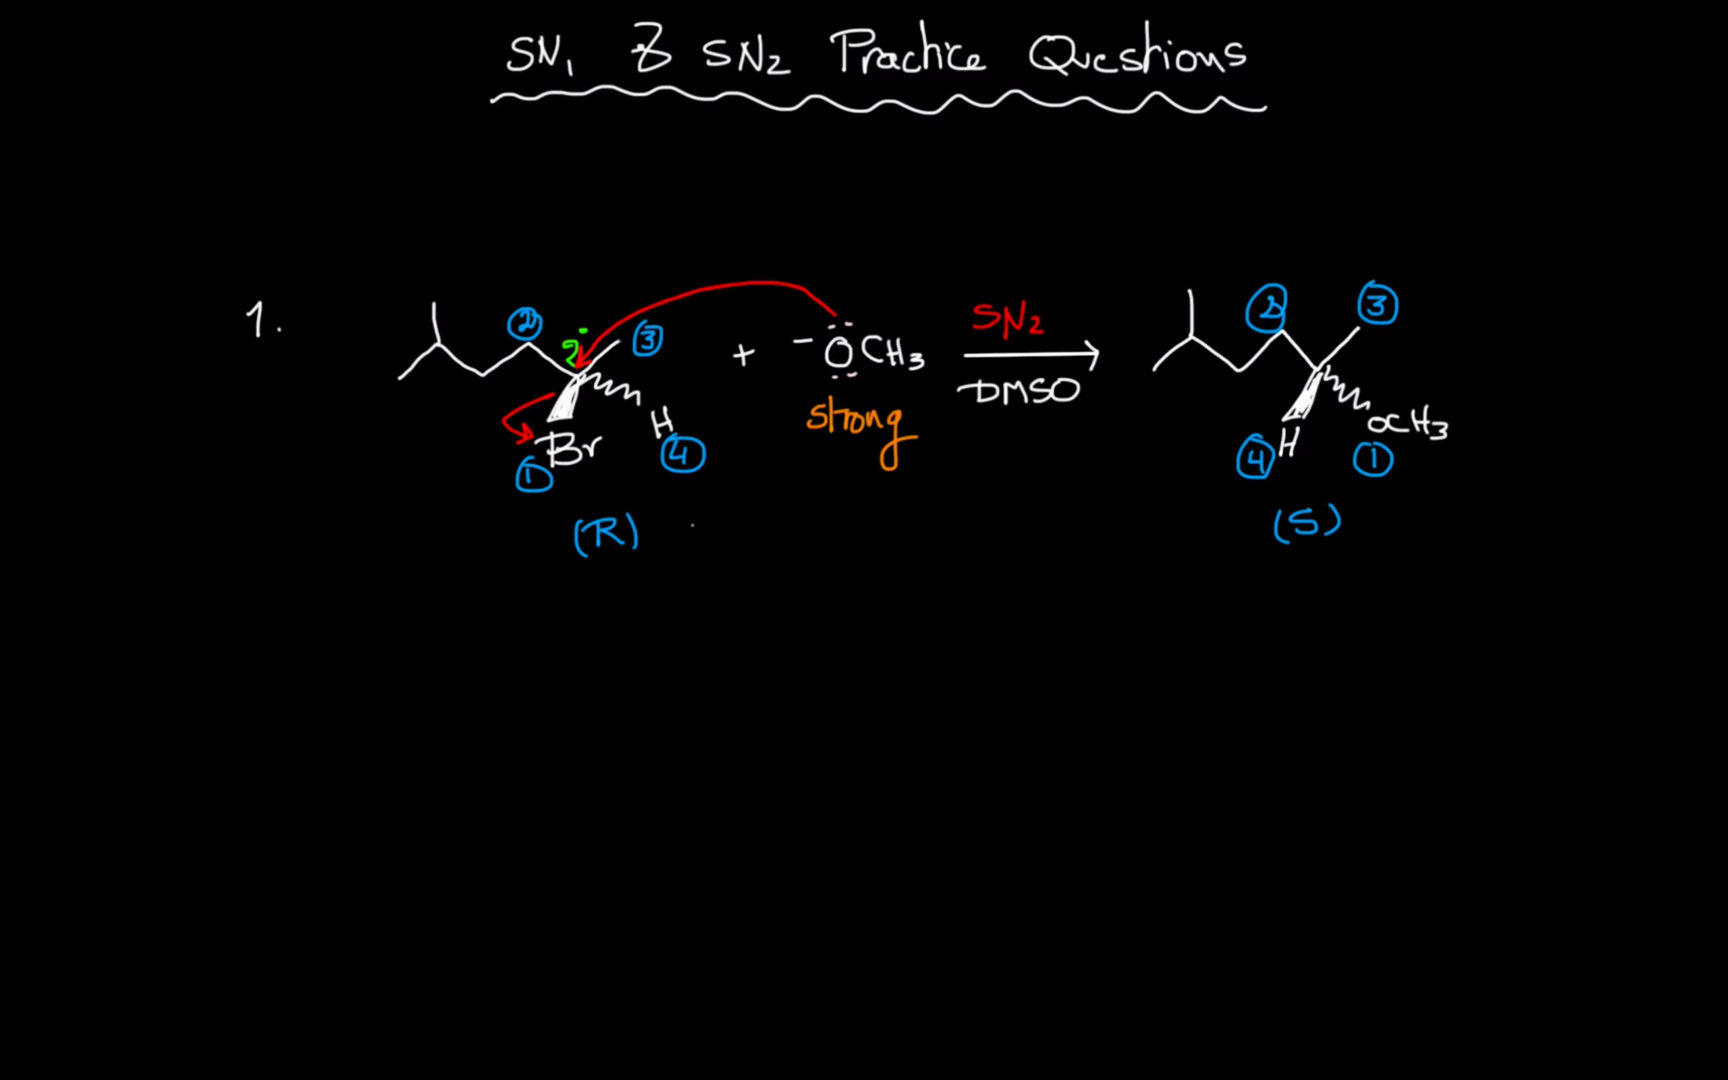 SN1 & SN2 Practice Questions
1.
② 2° ③
Br H
① ④
(R)
+
⁻OCH3
strong
SN2
DMSO
② ③
H OCH3
④ ①
(S)